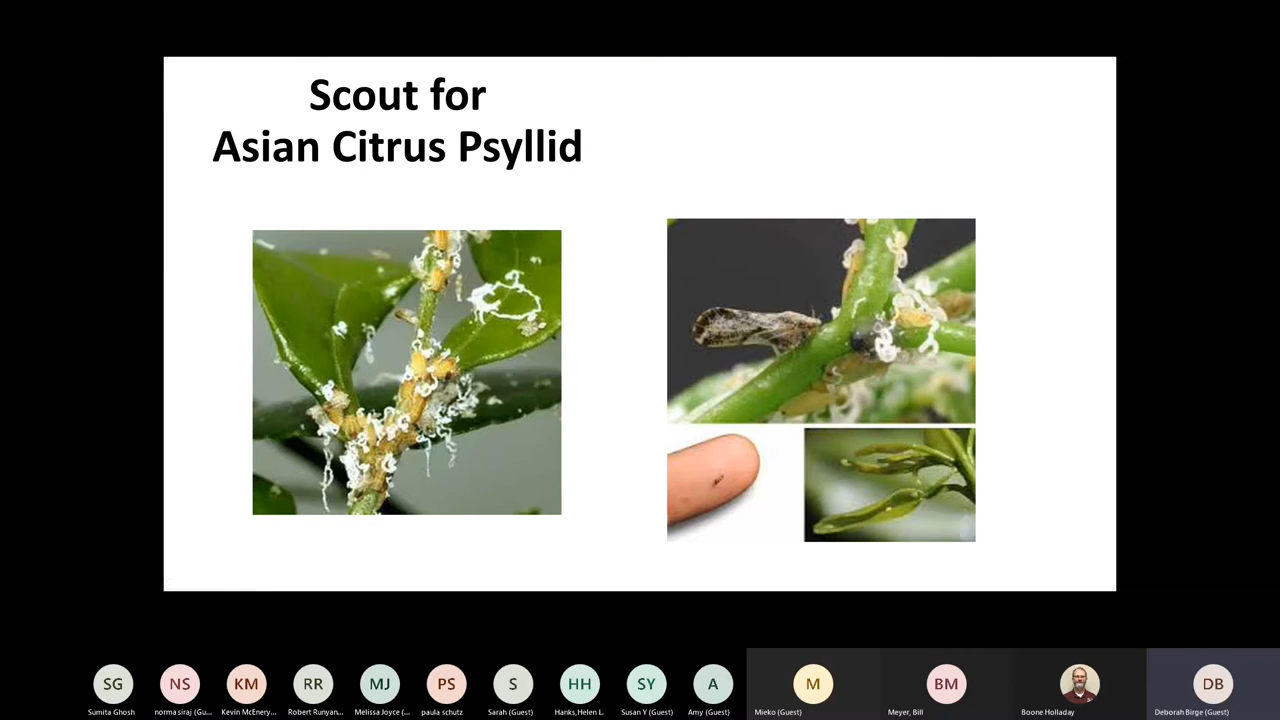 Scout for
Asian Citrus Psyllid
SG
NS
KM
RR
MJ
PS
S
HH
SY
A
M
BM
DB
Sumita Ghosh
norma siraj (Gu...
Kevin McEnery...
Robert Runyan...
Melissa Joyce (...
paula schutz
Sarah (Guest)
Hanks,Helen L.
Susan Y (Guest)
Amy (Guest)
Mieko (Guest)
Meyer, Bill
Boone Holladay
Deborah Birge (Guest)